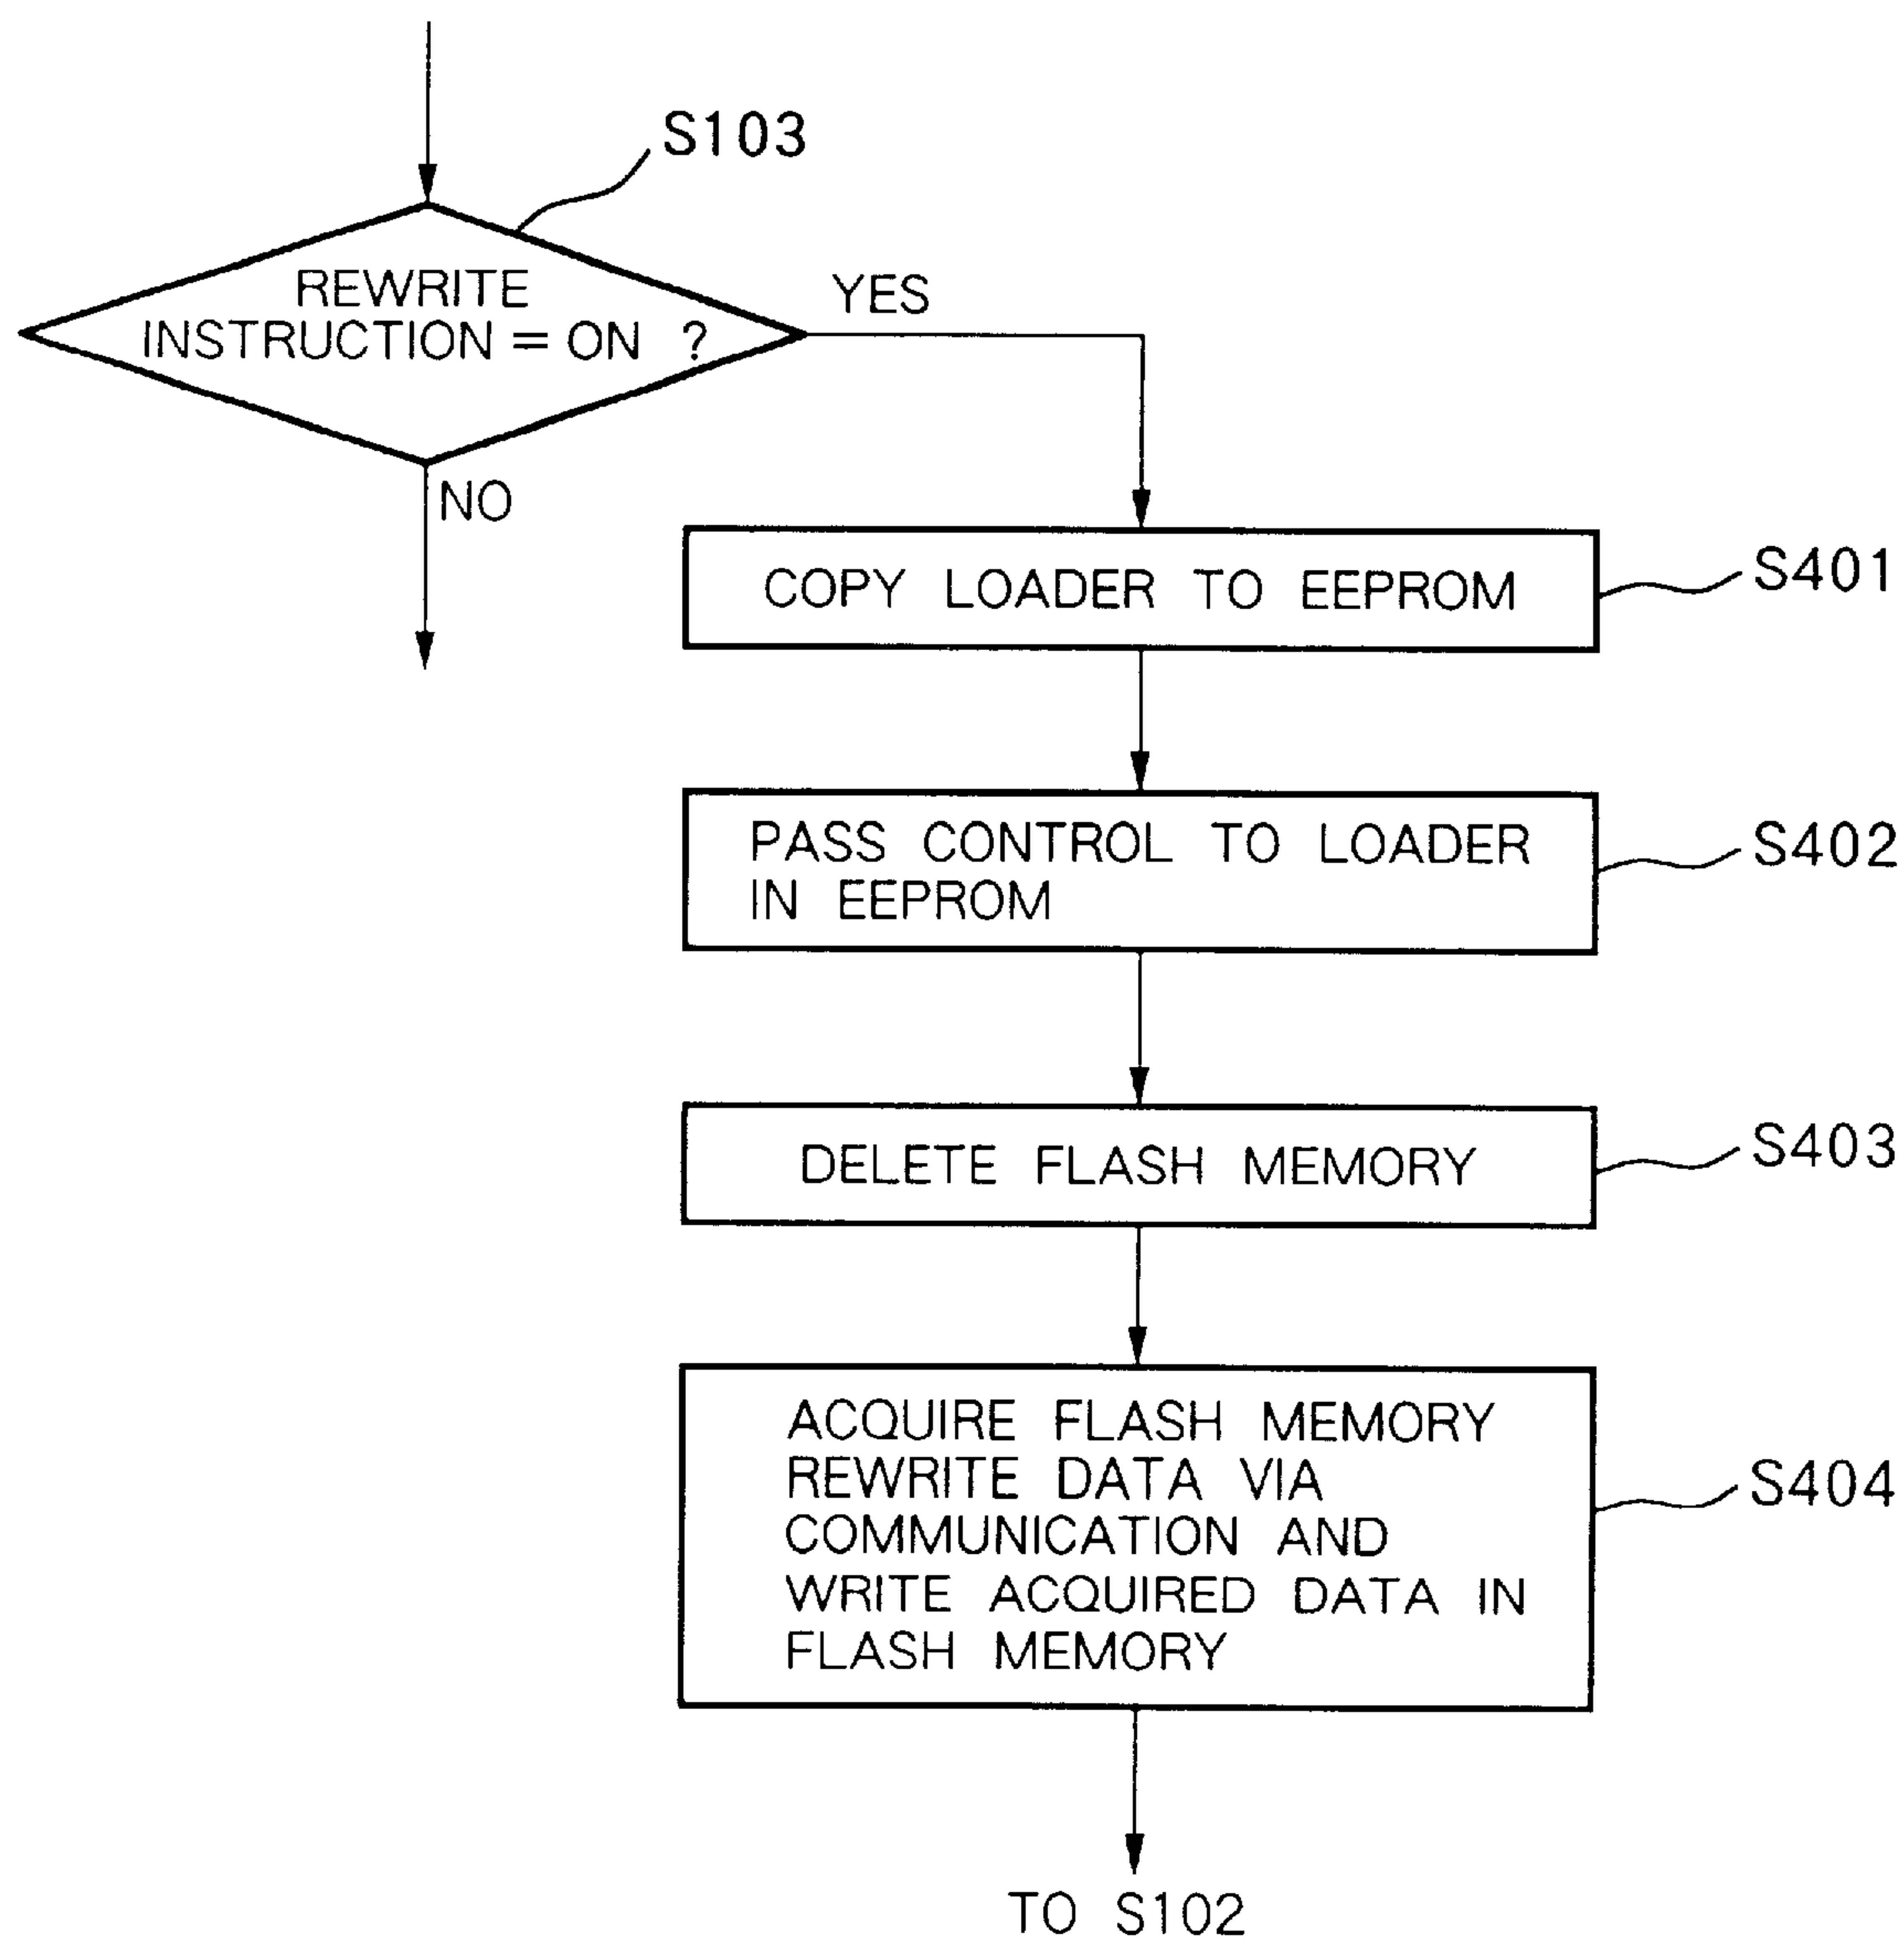 S103
REWRITE
INSTRUCTION = ON ?
YES
NO
COPY LOADER TO EEPROM
S401
PASS CONTROL TO LOADER
IN EEPROM
S402
DELETE FLASH MEMORY
S403
ACQUIRE FLASH MEMORY
REWRITE DATA VIA
COMMUNICATION AND
WRITE ACQUIRED DATA IN
FLASH MEMORY
S404
TO S102